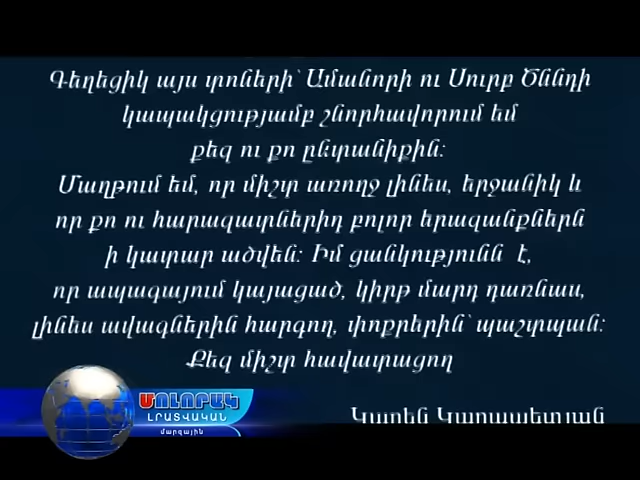 Գեղեցիկ այս տոների՝ Ամանորի ու Սուրբ Ծննդի
կապակցությամբ շնորհավորում եմ
քեզ ու քո ընտանիքին:
Մաղթում եմ, որ միշտ առողջ լինես, երջանիկ և
որ քո ու հարազատներիդ բոլոր երազանքներն
ի կատար ածվեն: Իմ ցանկությունն է,
որ ապագայում կայացած, կիրթ մարդ դառնաս,
լինես ավագներին հարգող, փոքրերին՝ պաշտպան:
Քեզ միշտ հավատացող
Կարեն Կարապետյան
ՄՈԼՈՐԱԿ
ԼՐԱՏՎԱԿԱՆ
մարզային